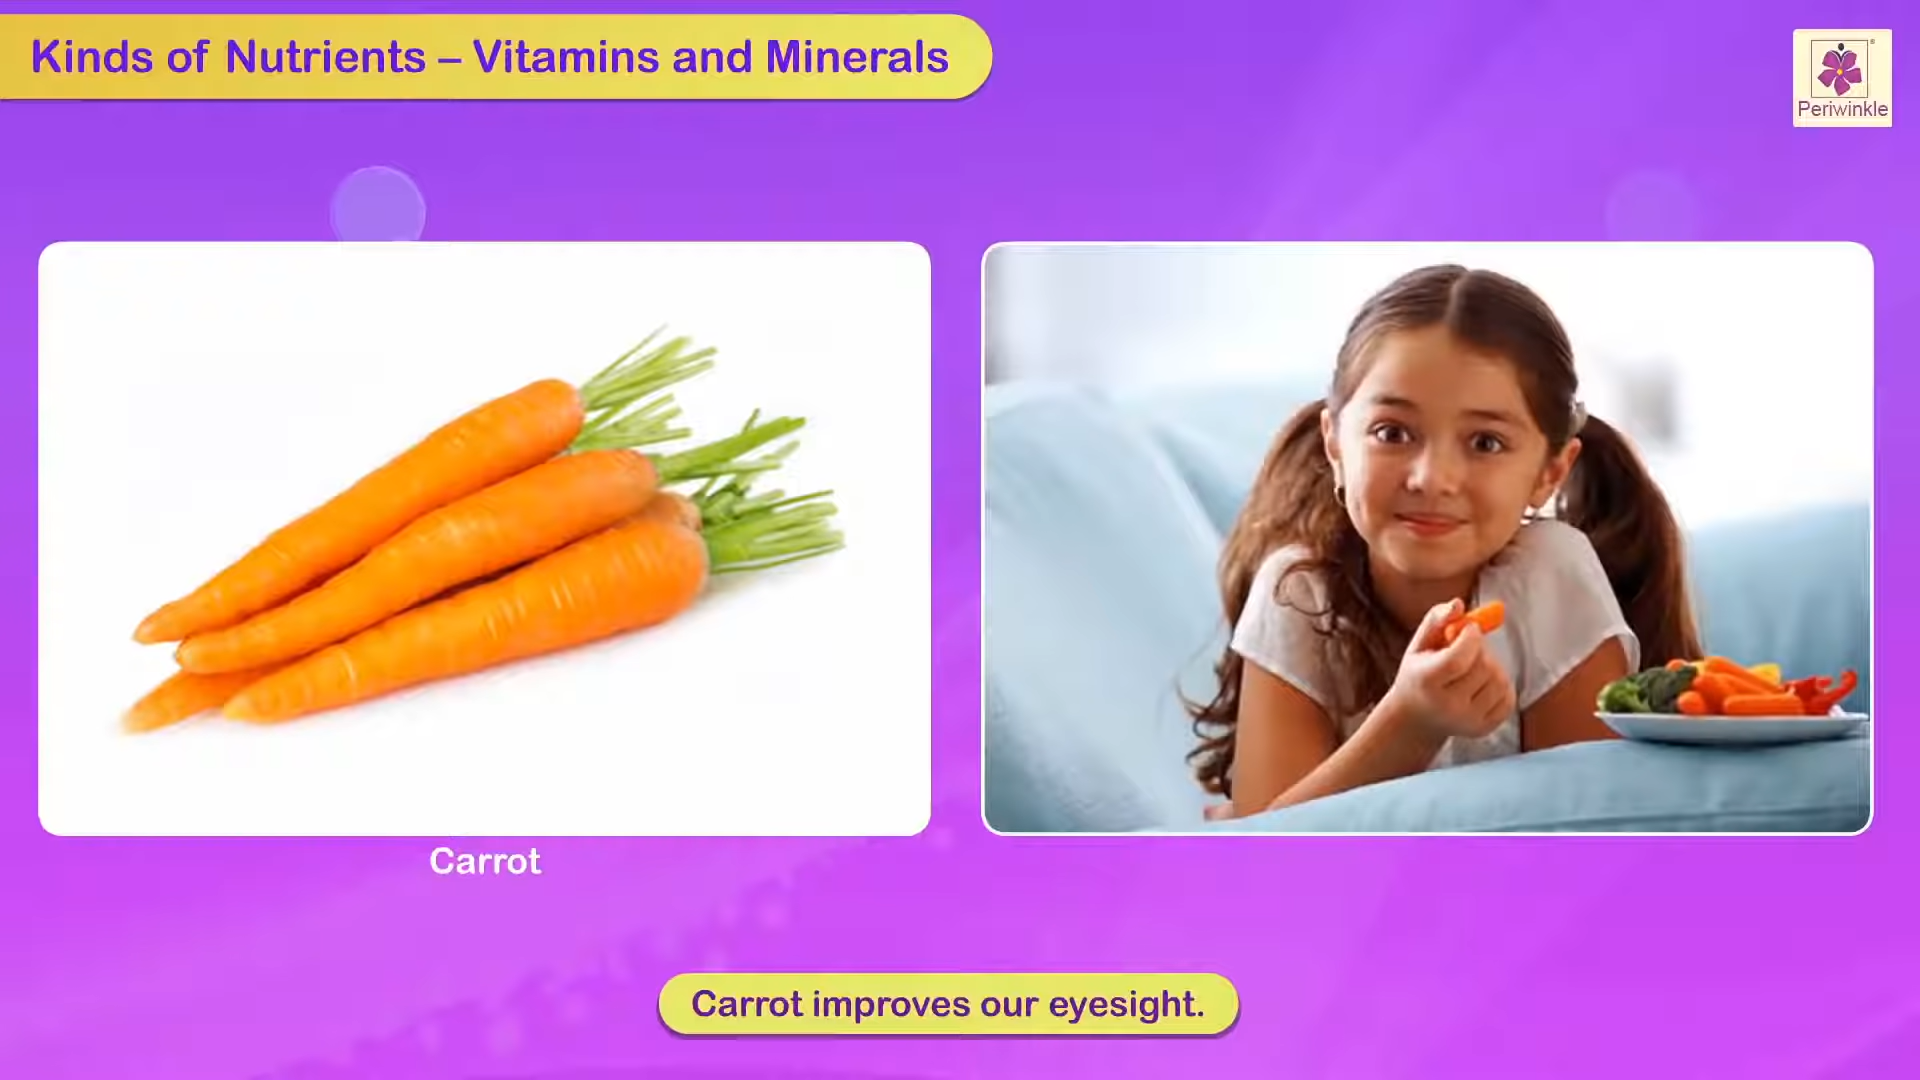 Kinds of Nutrients – Vitamins and Minerals
Periwinkle
Carrot
Carrot improves our eyesight.